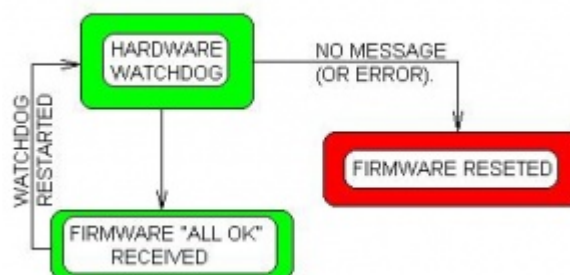 HARDWARE
WATCHDOG
NO MESSAGE
(OR ERROR).
WATCHDOG
RESTARTED
FIRMWARE RESETED
FIRMWARE "ALL OK"
RECEIVED